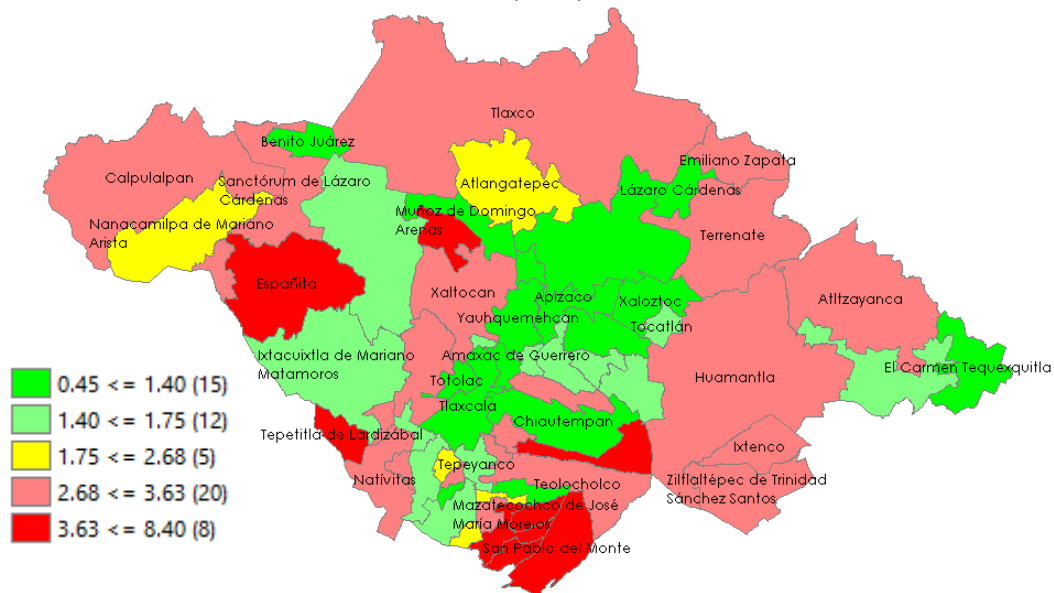 Tlaxco
Benito Juárez
Emiliano Zapata
Calpulalpan
Sanctórum de Lázaro
Cárdenas
Atlangatepec
Lázaro Cárdenas
Nanacamilpa de Mariano
Arista
Muñoz de Domingo
Arenas
Terrenate
Españita
Xaltocan
Apizaco
Xaloztoc
Atltzayanca
Yauhquemehcan
Tocatlán
Ixtacuixtla de Mariano
Matamoros
Amaxac de Guerrero
El Carmen Tequexquitla
Totolac
Huamantla
Tlaxcala
Chiautempan
Tepetitla de Lardizábal
Ixtenco
Tepeyanco
Natívitas
Teolocholco
Ziltlaltépec de Trinidad
Sánchez Santos
Mazatecochco de José
María Morelos
San Pablo del Monte
0.45 <= 1.40 (15)
1.40 <= 1.75 (12)
1.75 <= 2.68 (5)
2.68 <= 3.63 (20)
3.63 <= 8.40 (8)